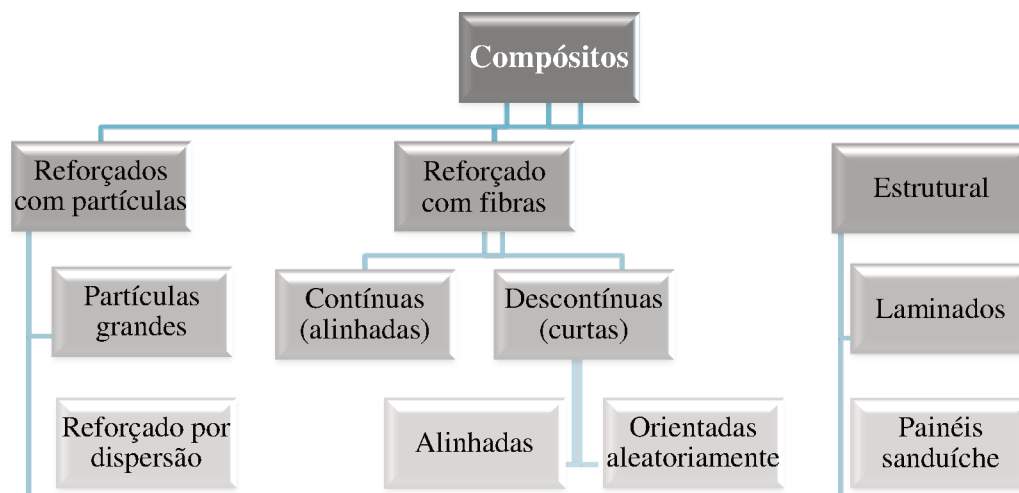 Compósitos
Reforçados
com partículas
Reforçado
com fibras
Estrutural
Partículas
grandes
Contínuas
(alinhadas)
Descontínuas
(curtas)
Laminados
Reforçado por
dispersão
Alinhadas
Orientadas
aleatoriamente
Painéis
sanduíche